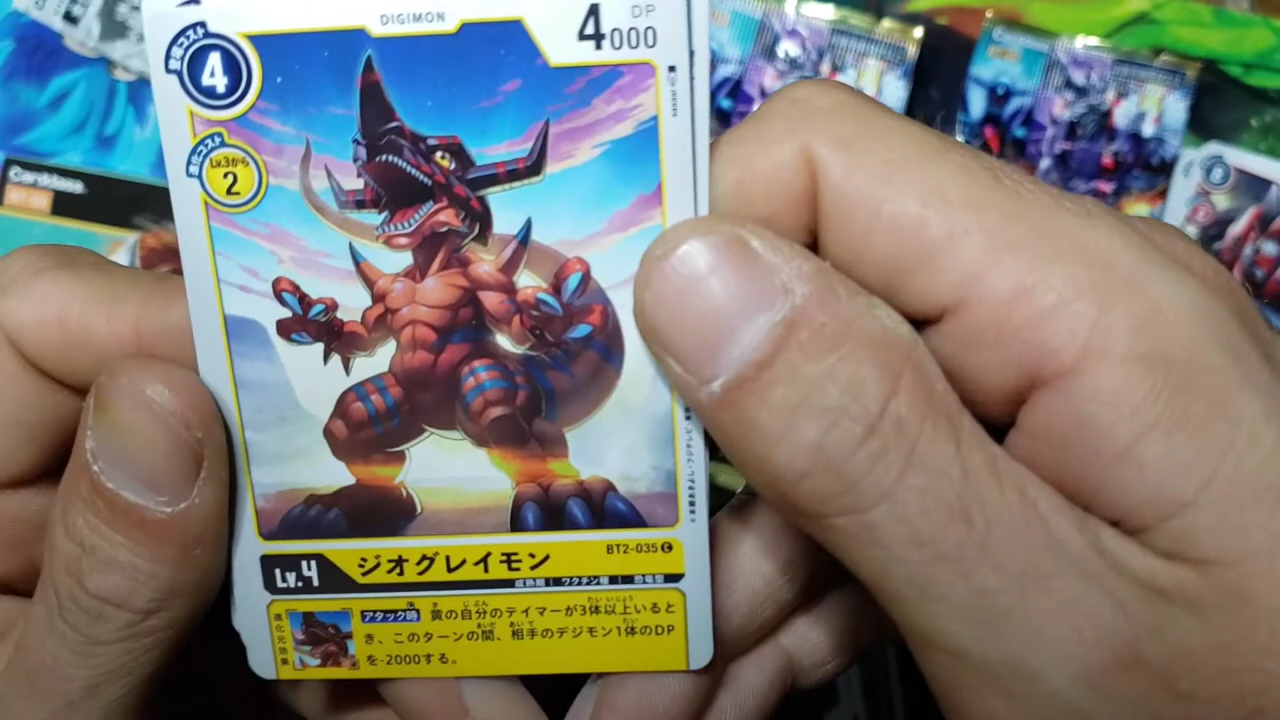 DIGIMON
DP
4000
登場コスト
4
進化コスト
Lv.3から
2
Carddass
ジオグレイモン
BT2-035 C
Lv.4
成熟期 | ワクチン種 | 恐竜型
進化元効果
アタック時 黄の自分のテイマーが3体以上いると
き、このターンの間、相手のデジモン1体のDP
を-2000する。